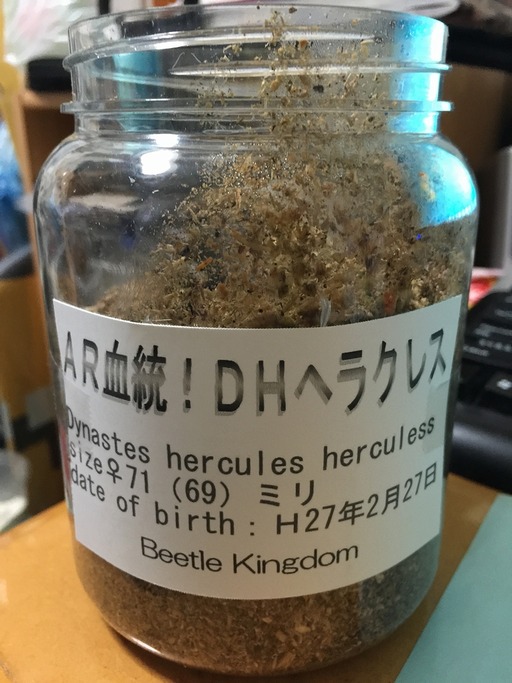 AR血統！DHヘラクレス
Dynastes hercules herculess
size♀71（69）ミリ
date of birth：H27年2月27日
Beetle Kingdom